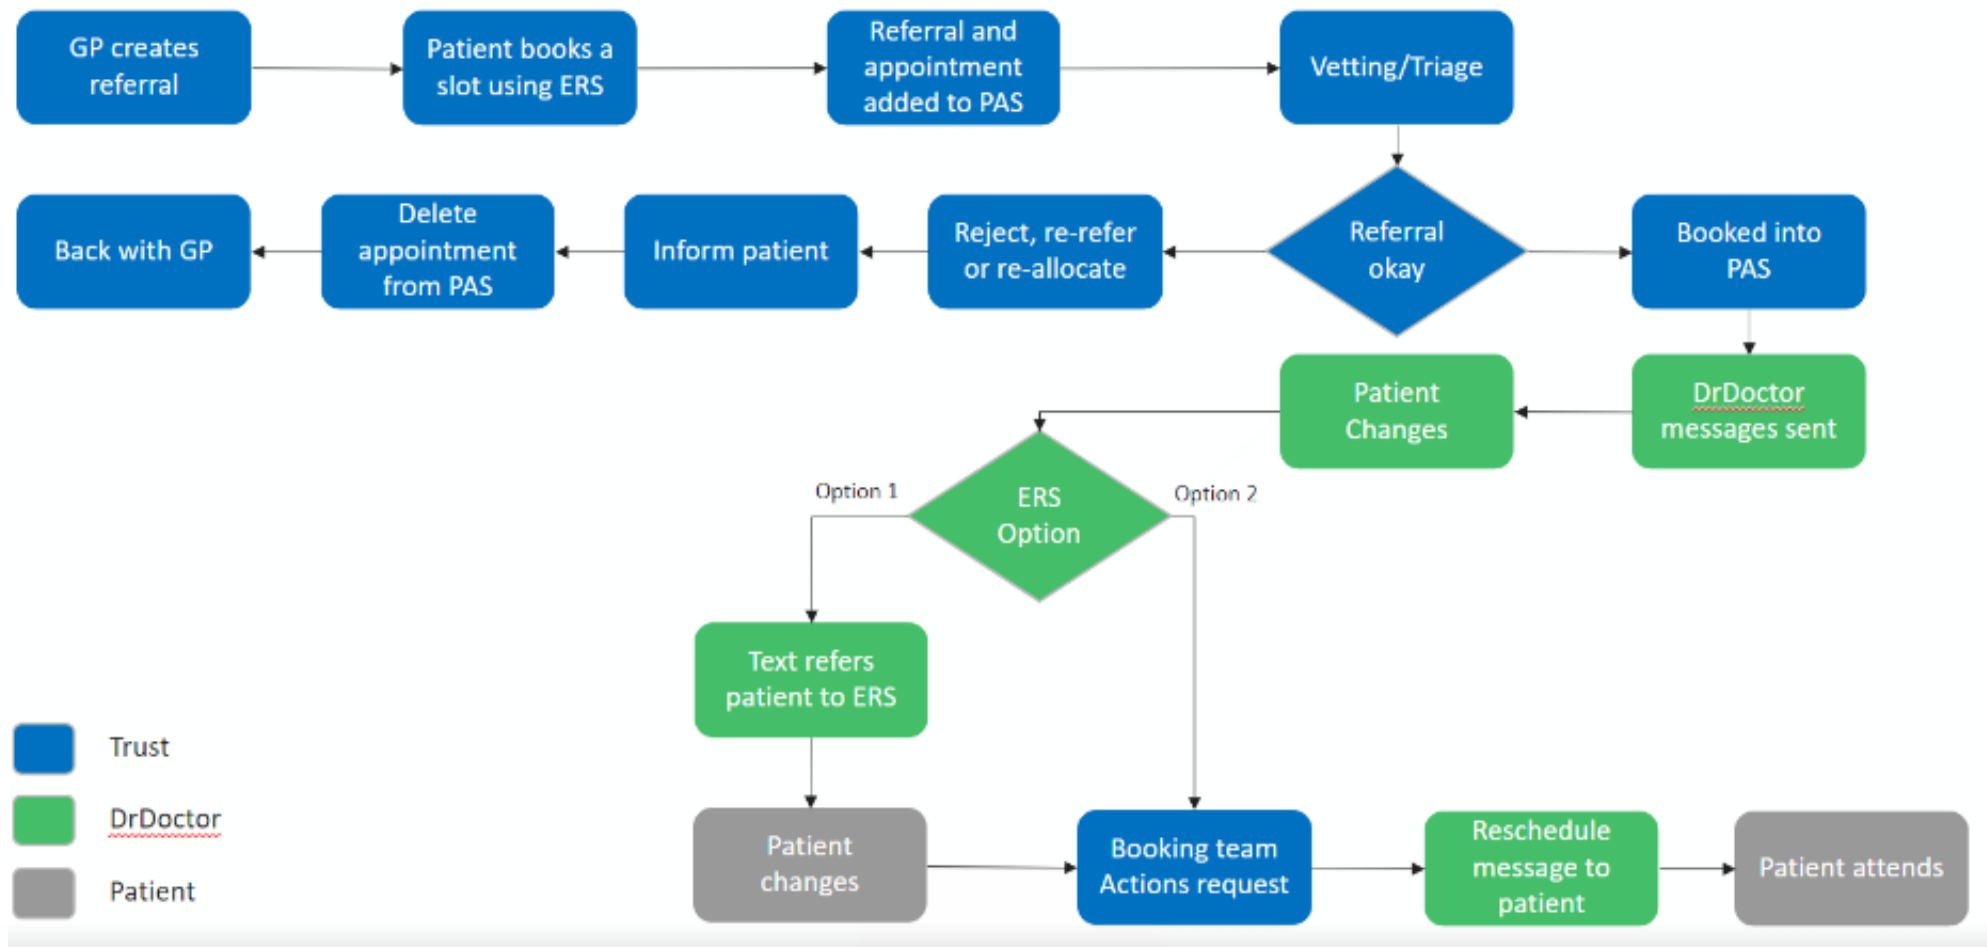 GP creates
referral
Patient books a
slot using ERS
Referral and
appointment
added to PAS
Vetting/Triage
Back with GP
Delete
appointment
from PAS
Inform patient
Reject, re-refer
or re-allocate
Referral
okay
Booked into
PAS
Patient
Changes
DrDoctor
messages sent
Option 1
ERS
Option
Option 2
Text refers
patient to ERS
Trust
DrDoctor
Patient
Patient
changes
Booking team
Actions request
Reschedule
message to
patient
Patient attends